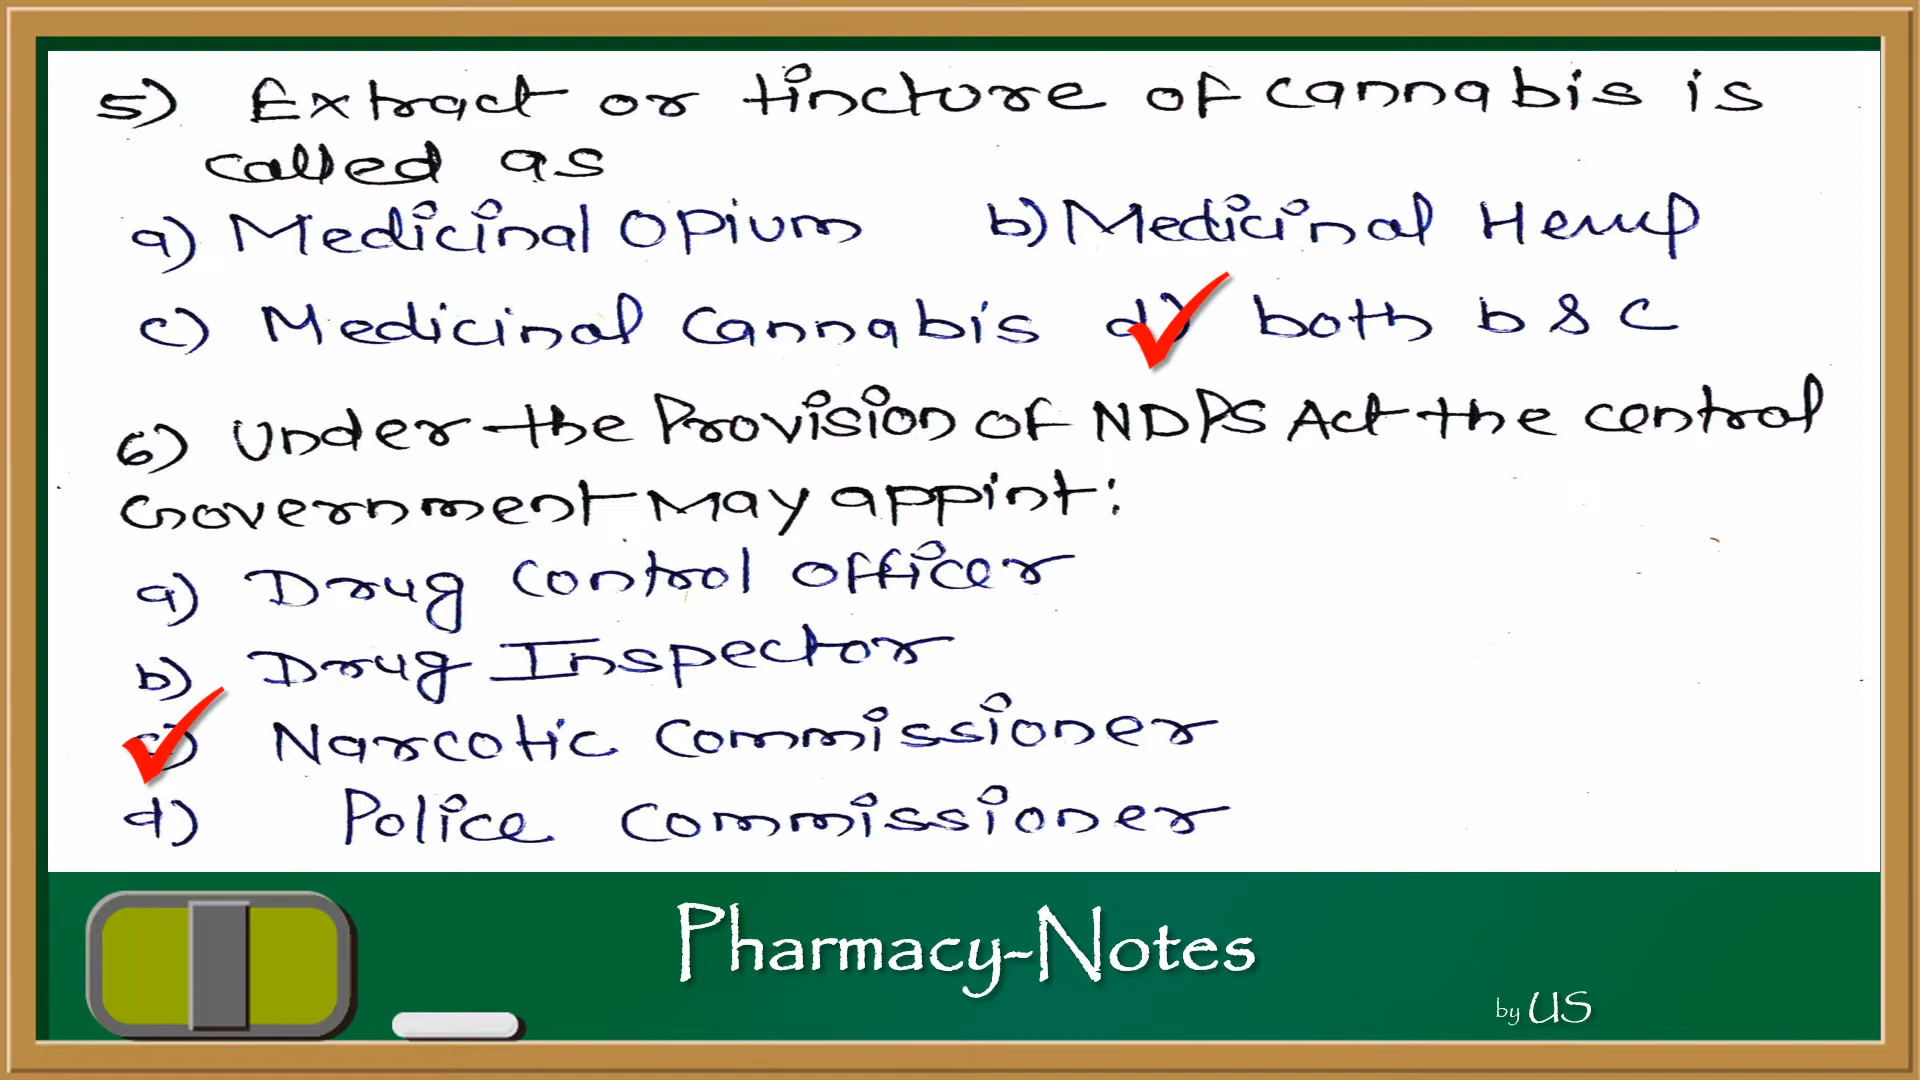 5) Extract or tincture of cannabis is
called as
a) Medicinal Opium b) Medicinal Hemp
c) Medicinal Cannabis d) both b & c
6) Under the Provision of NDPS Act the central
Government May appint:
a) Drug Control Officer
b) Drug Inspector
c) Narcotic Commissioner
d) Police Commissioner
Pharmacy-Notes
by US